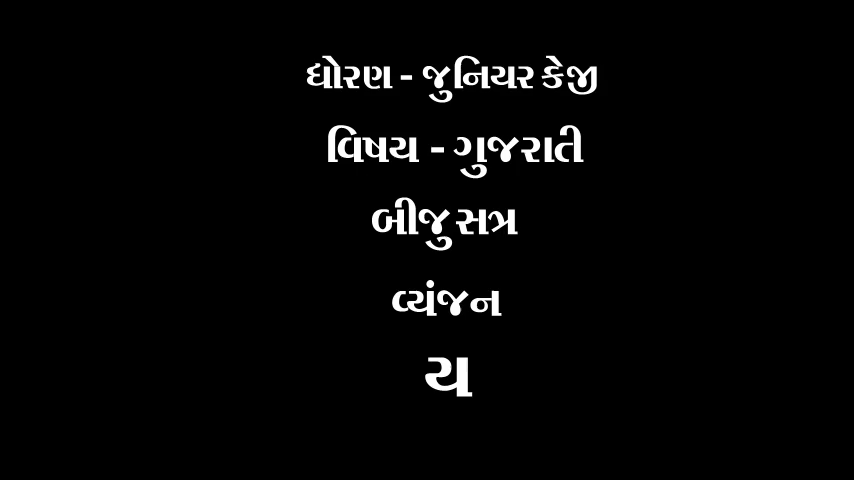 ધોરણ - જુનિયર કેજી
વિષય - ગુજરાતી
બીજુ સત્ર
વ્યંજન
ય